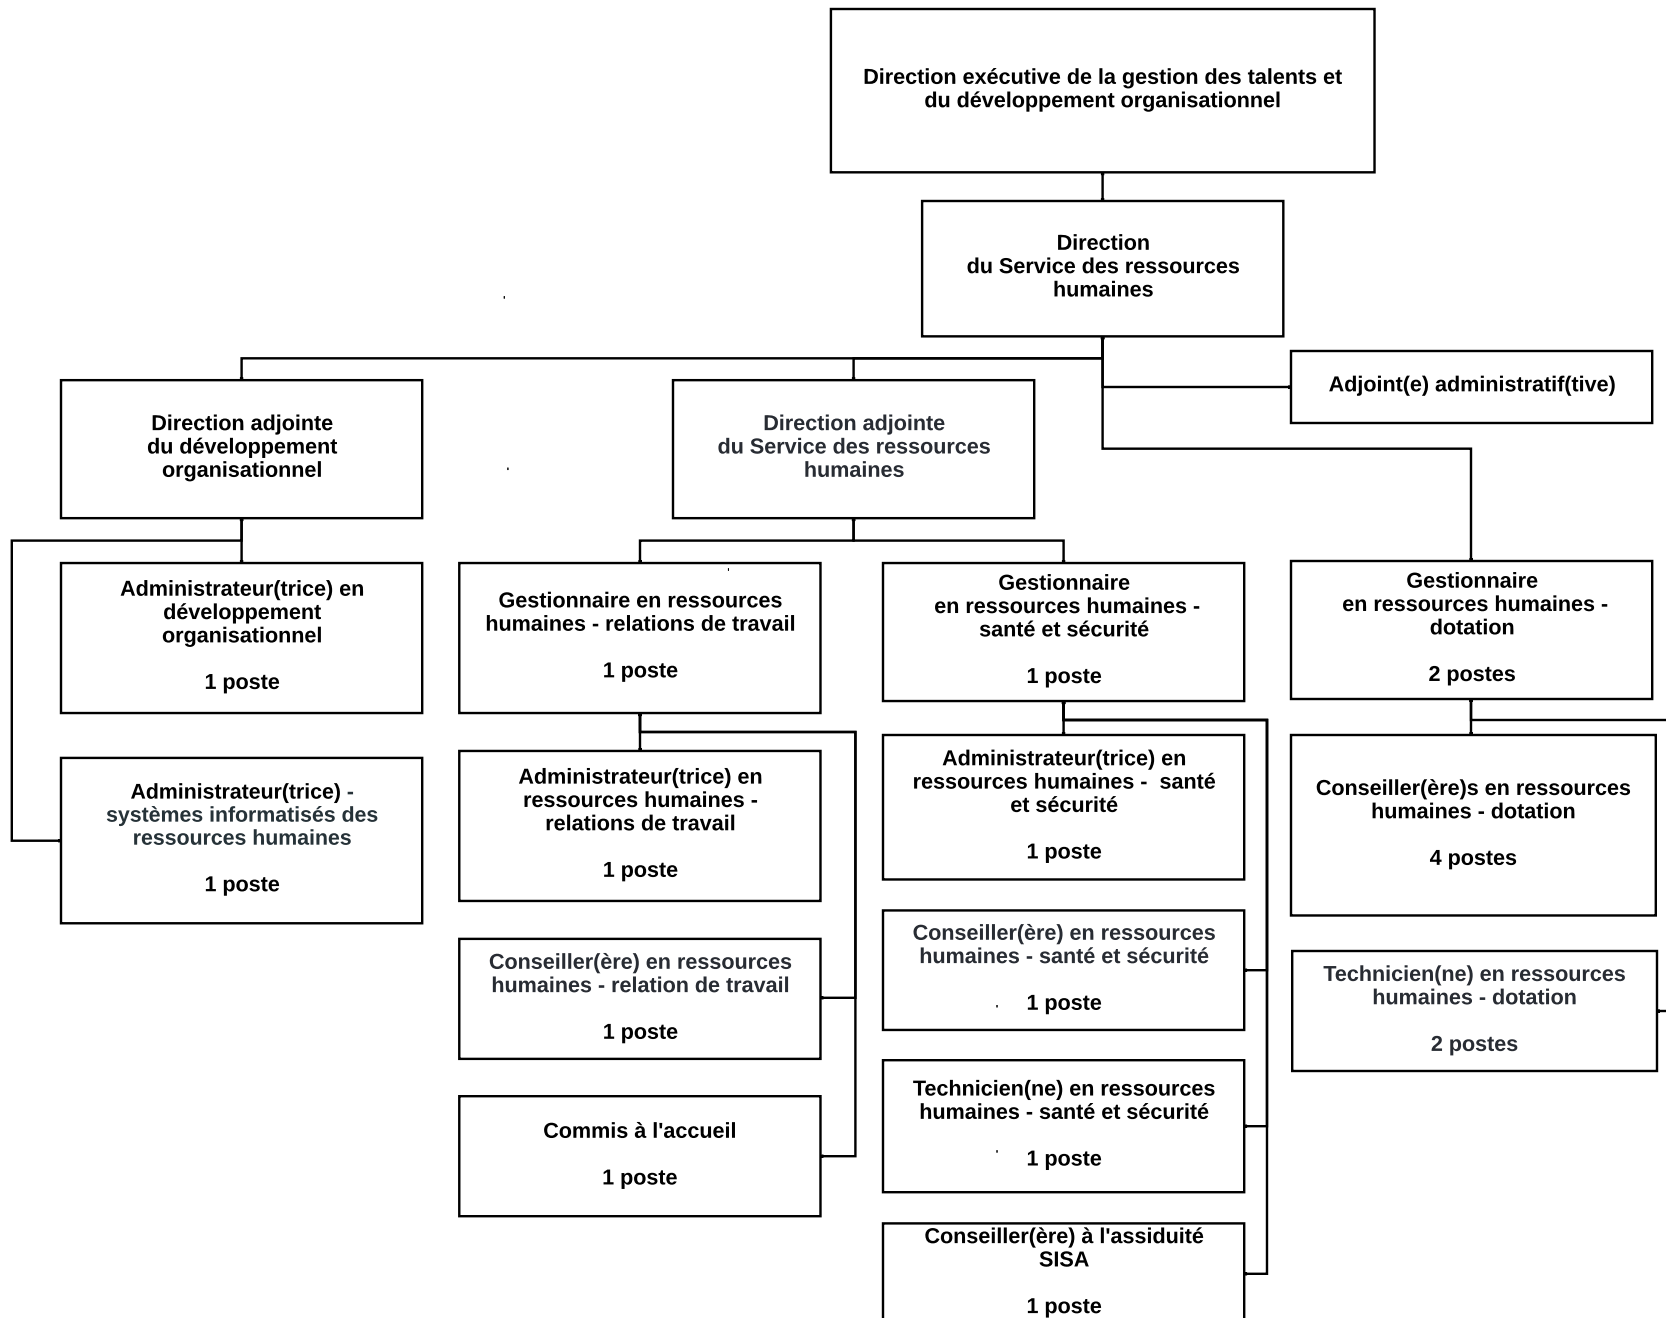 Direction exécutive de la gestion des talents et
du développement organisationnel
Direction
du Service des ressources
humaines
Adjoint(e) administratif(tive)
Direction adjointe
du développement
organisationnel
Direction adjointe
du Service des ressources
humaines
Administrateur(trice) en
développement
organisationnel
1 poste
Gestionnaire en ressources
humaines - relations de travail
1 poste
Gestionnaire
en ressources humaines -
santé et sécurité
1 poste
Gestionnaire
en ressources humaines -
dotation
2 postes
Administrateur(trice) -
systèmes informatisés des
ressources humaines
1 poste
Administrateur(trice) en
ressources humaines -
relations de travail
1 poste
Administrateur(trice) en
ressources humaines - santé
et sécurité
1 poste
Conseiller(ère)s en ressources
humaines - dotation
4 postes
Conseiller(ère) en ressources
humaines - relation de travail
1 poste
Conseiller(ère) en ressources
humaines - santé et sécurité
1 poste
Technicien(ne) en ressources
humaines - dotation
2 postes
Commis à l'accueil
1 poste
Technicien(ne) en ressources
humaines - santé et sécurité
1 poste
Conseiller(ère) à l'assiduité
SISA
1 poste